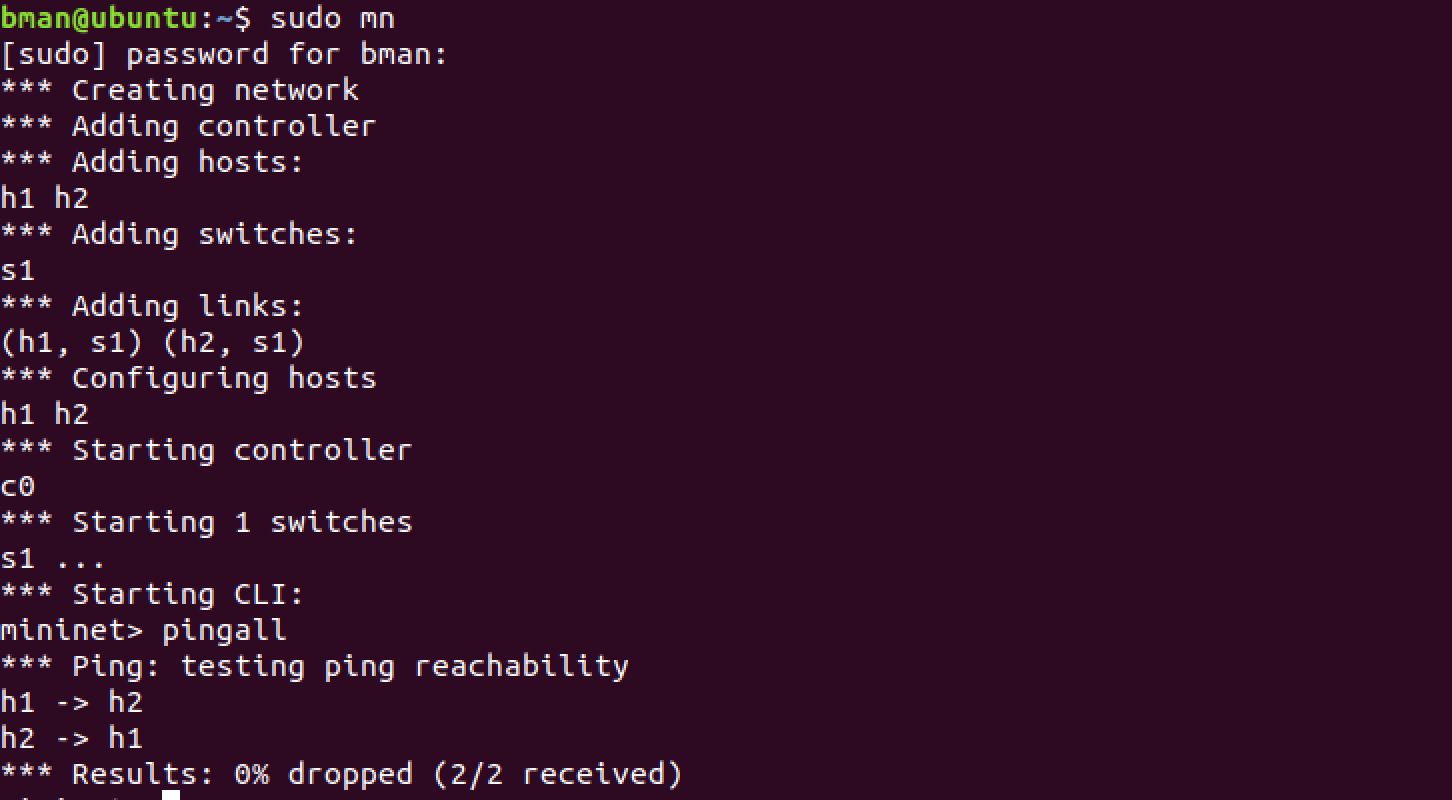 bman@ubuntu:~$ sudo mn
[sudo] password for bman:
*** Creating network
*** Adding controller
*** Adding hosts:
h1 h2
*** Adding switches:
s1
*** Adding links:
(h1, s1) (h2, s1)
*** Configuring hosts
h1 h2
*** Starting controller
c0
*** Starting 1 switches
s1 ...
*** Starting CLI:
mininet> pingall
*** Ping: testing ping reachability
h1 -> h2
h2 -> h1
*** Results: 0% dropped (2/2 received)